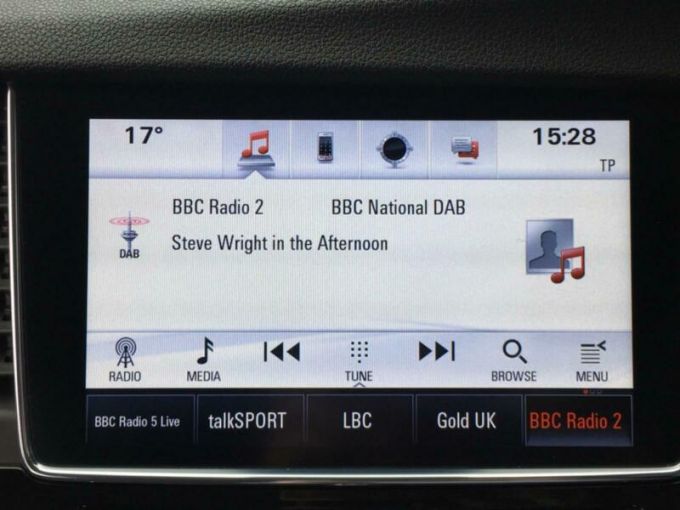 17° 15:28
TP
BBC Radio 2 BBC National DAB
Steve Wright in the Afternoon
DAB
RADIO MEDIA TUNE BROWSE MENU
BBC Radio 5 Live talkSPORT LBC Gold UK BBC Radio 2